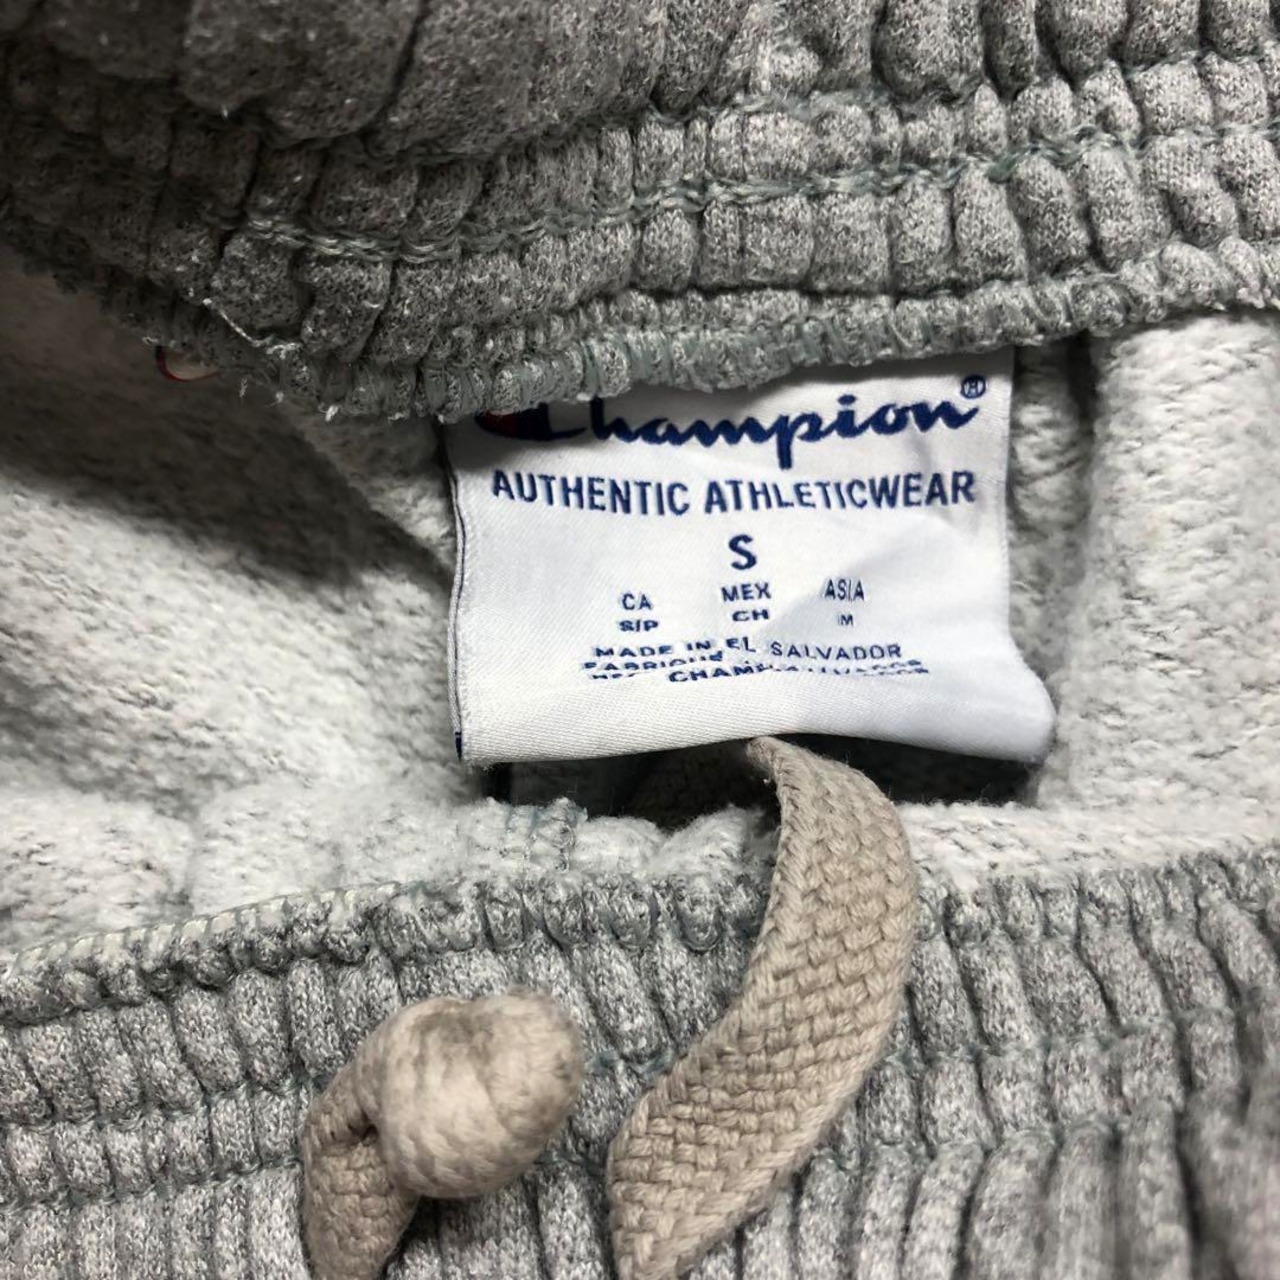 Champion®
AUTHENTIC ATHLETICWEAR
S
CA MEX ASIA
S/P CH M
MADE IN EL SALVADOR